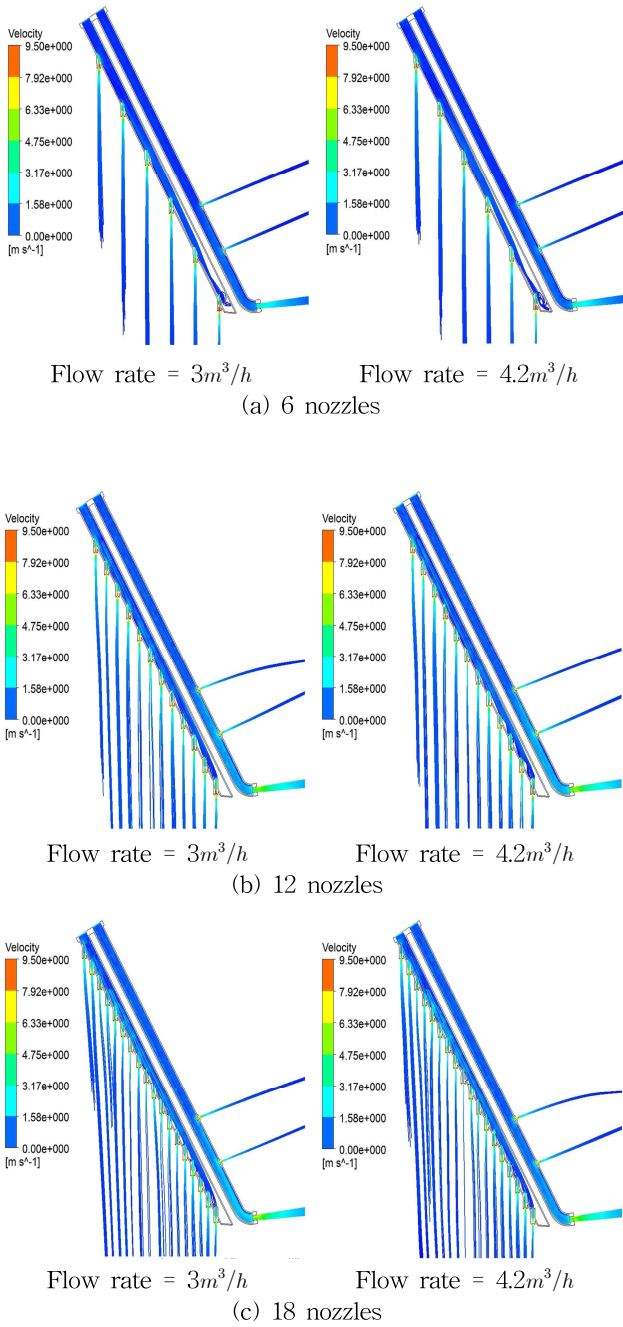 Velocity
9.50e+000
7.92e+000
6.33e+000
4.75e+000
3.17e+000
1.58e+000
0.00e+000
[m s^-1]
Velocity
9.50e+000
7.92e+000
6.33e+000
4.75e+000
3.17e+000
1.58e+000
0.00e+000
[m s^-1]
Flow rate = 3m³/h
Flow rate = 4.2m³/h
(a) 6 nozzles
Velocity
9.50e+000
7.92e+000
6.33e+000
4.75e+000
3.17e+000
1.58e+000
0.00e+000
[m s^-1]
Velocity
9.50e+000
7.92e+000
6.33e+000
4.75e+000
3.17e+000
1.58e+000
0.00e+000
[m s^-1]
Flow rate = 3m³/h
Flow rate = 4.2m³/h
(b) 12 nozzles
Velocity
9.50e+000
7.92e+000
6.33e+000
4.75e+000
3.17e+000
1.58e+000
0.00e+000
[m s^-1]
Velocity
9.50e+000
7.92e+000
6.33e+000
4.75e+000
3.17e+000
1.58e+000
0.00e+000
[m s^-1]
Flow rate = 3m³/h
Flow rate = 4.2m³/h
(c) 18 nozzles